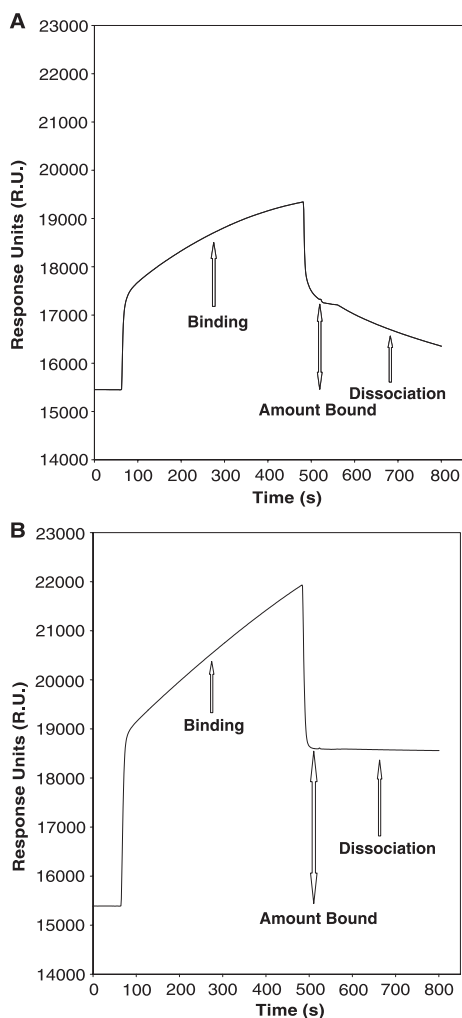 A
23000
22000
21000
20000
19000
18000
17000
16000
15000
14000
Response Units (R.U.)
Binding
Dissociation
Amount Bound
0 100 200 300 400 500 600 700 800
Time (s)
B
23000
22000
21000
20000
19000
18000
17000
16000
15000
14000
Response Units (R.U.)
Binding
Dissociation
Amount Bound
0 100 200 300 400 500 600 700 800
Time (s)